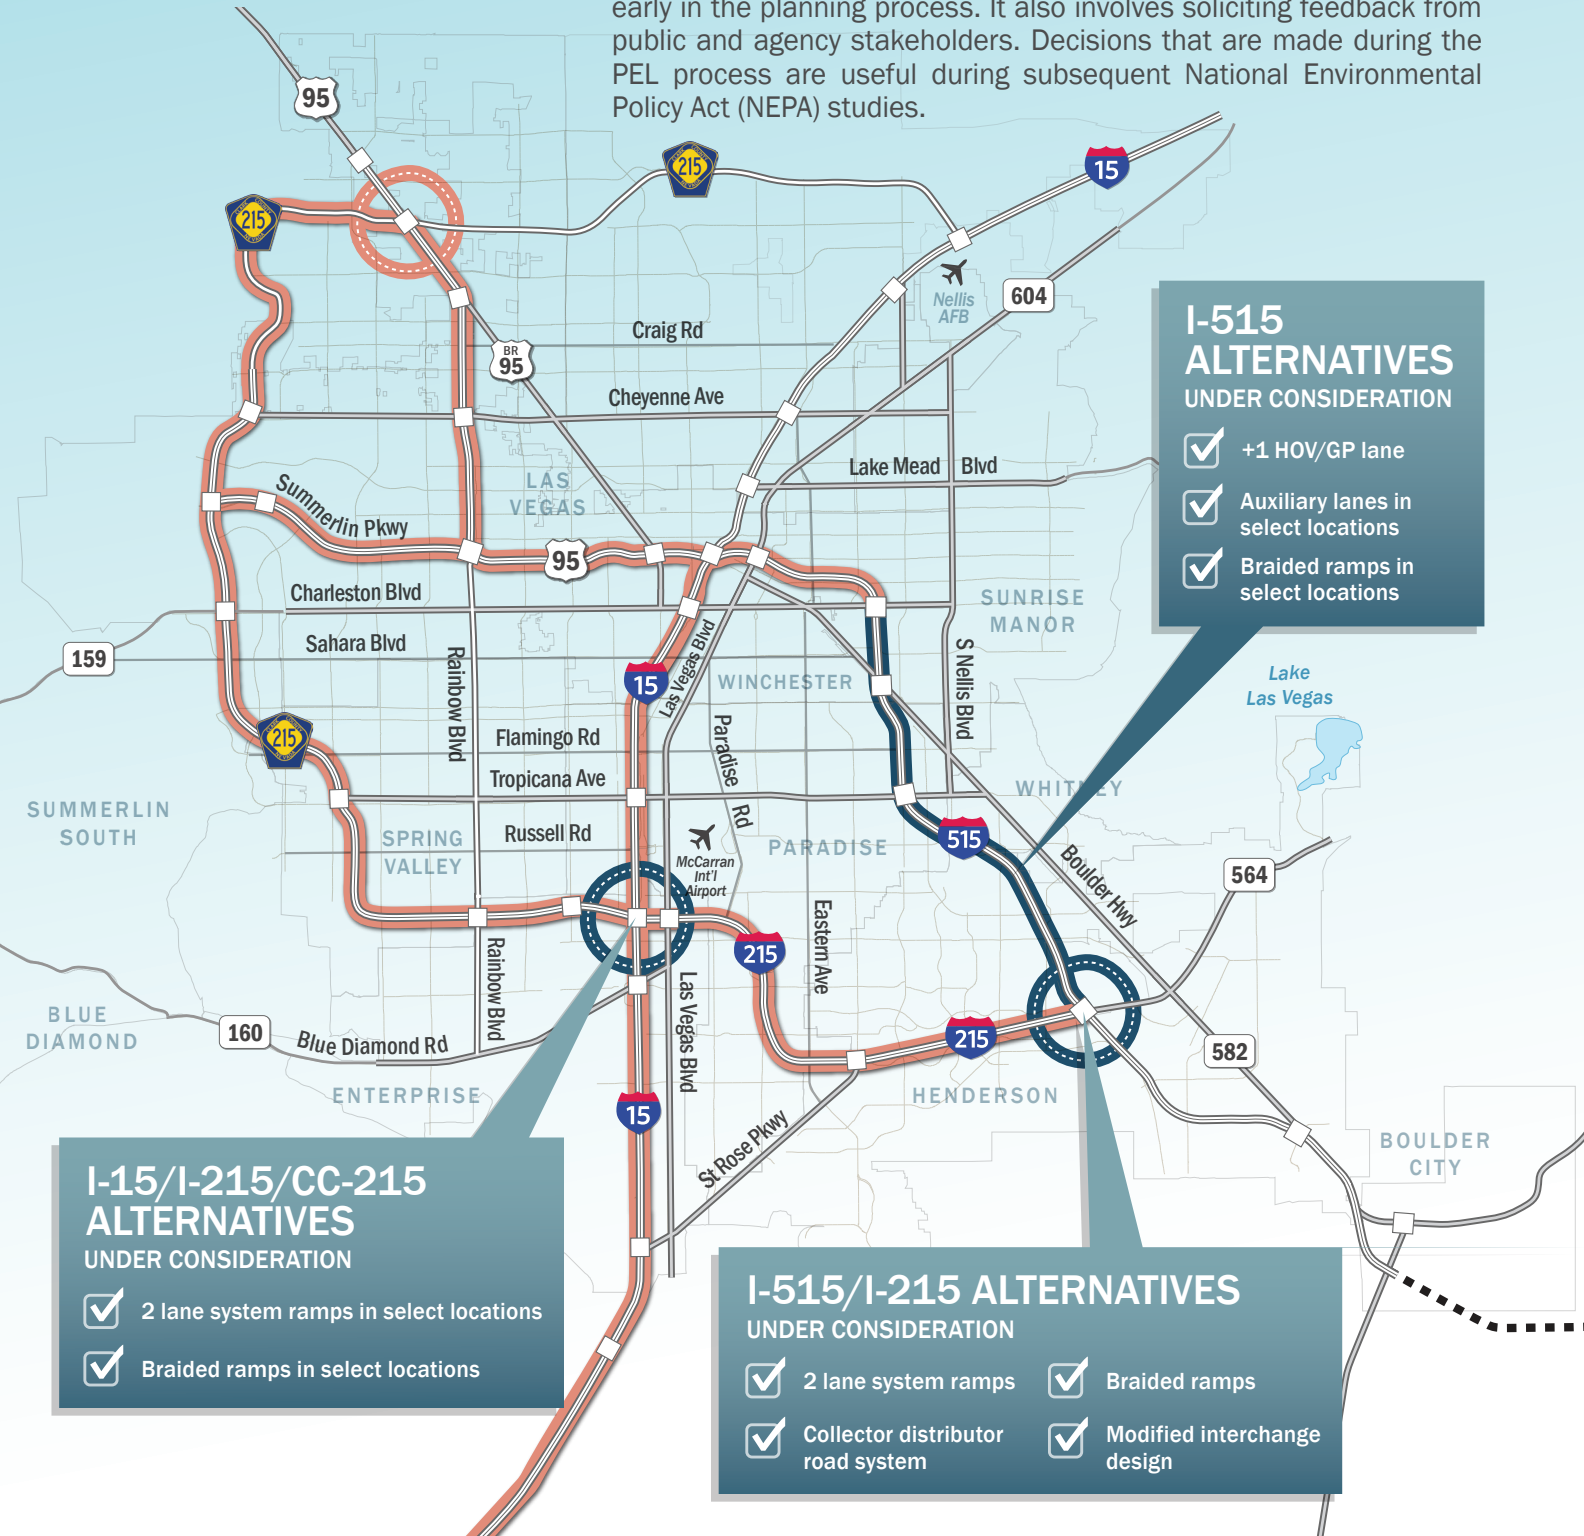 early in the planning process. It also involves soliciting feedback from
public and agency stakeholders. Decisions that are made during the
PEL process are useful during subsequent National Environmental
Policy Act (NEPA) studies.
95
215
15
215
Nellis
AFB
604
Craig Rd
BR
95
Cheyenne Ave
I-515
ALTERNATIVES
UNDER CONSIDERATION
+1 HOV/GP lane
Auxiliary lanes in
select locations
Braided ramps in
select locations
Lake Mead Blvd
LAS
VEGAS
Summerlin Pkwy
95
Charleston Blvd
SUNRISE
MANOR
Sahara Blvd
159
Rainbow Blvd
15
Las Vegas Blvd
WINCHESTER
S Nellis Blvd
Lake
Las Vegas
215
Flamingo Rd
Paradise Rd
Tropicana Ave
WHITNEY
SUMMERLIN
SOUTH
SPRING
VALLEY
Russell Rd
McCarran
Int'l
Airport
PARADISE
515
Boulder Hwy
564
Eastern Ave
215
Rainbow Blvd
Las Vegas Blvd
BLUE
DIAMOND
160
Blue Diamond Rd
215
582
ENTERPRISE
HENDERSON
15
St Rose Pkwy
BOULDER
CITY
I-15/I-215/CC-215
ALTERNATIVES
UNDER CONSIDERATION
2 lane system ramps in select locations
Braided ramps in select locations
I-515/I-215 ALTERNATIVES
UNDER CONSIDERATION
2 lane system ramps
Braided ramps
Collector distributor
road system
Modified interchange
design